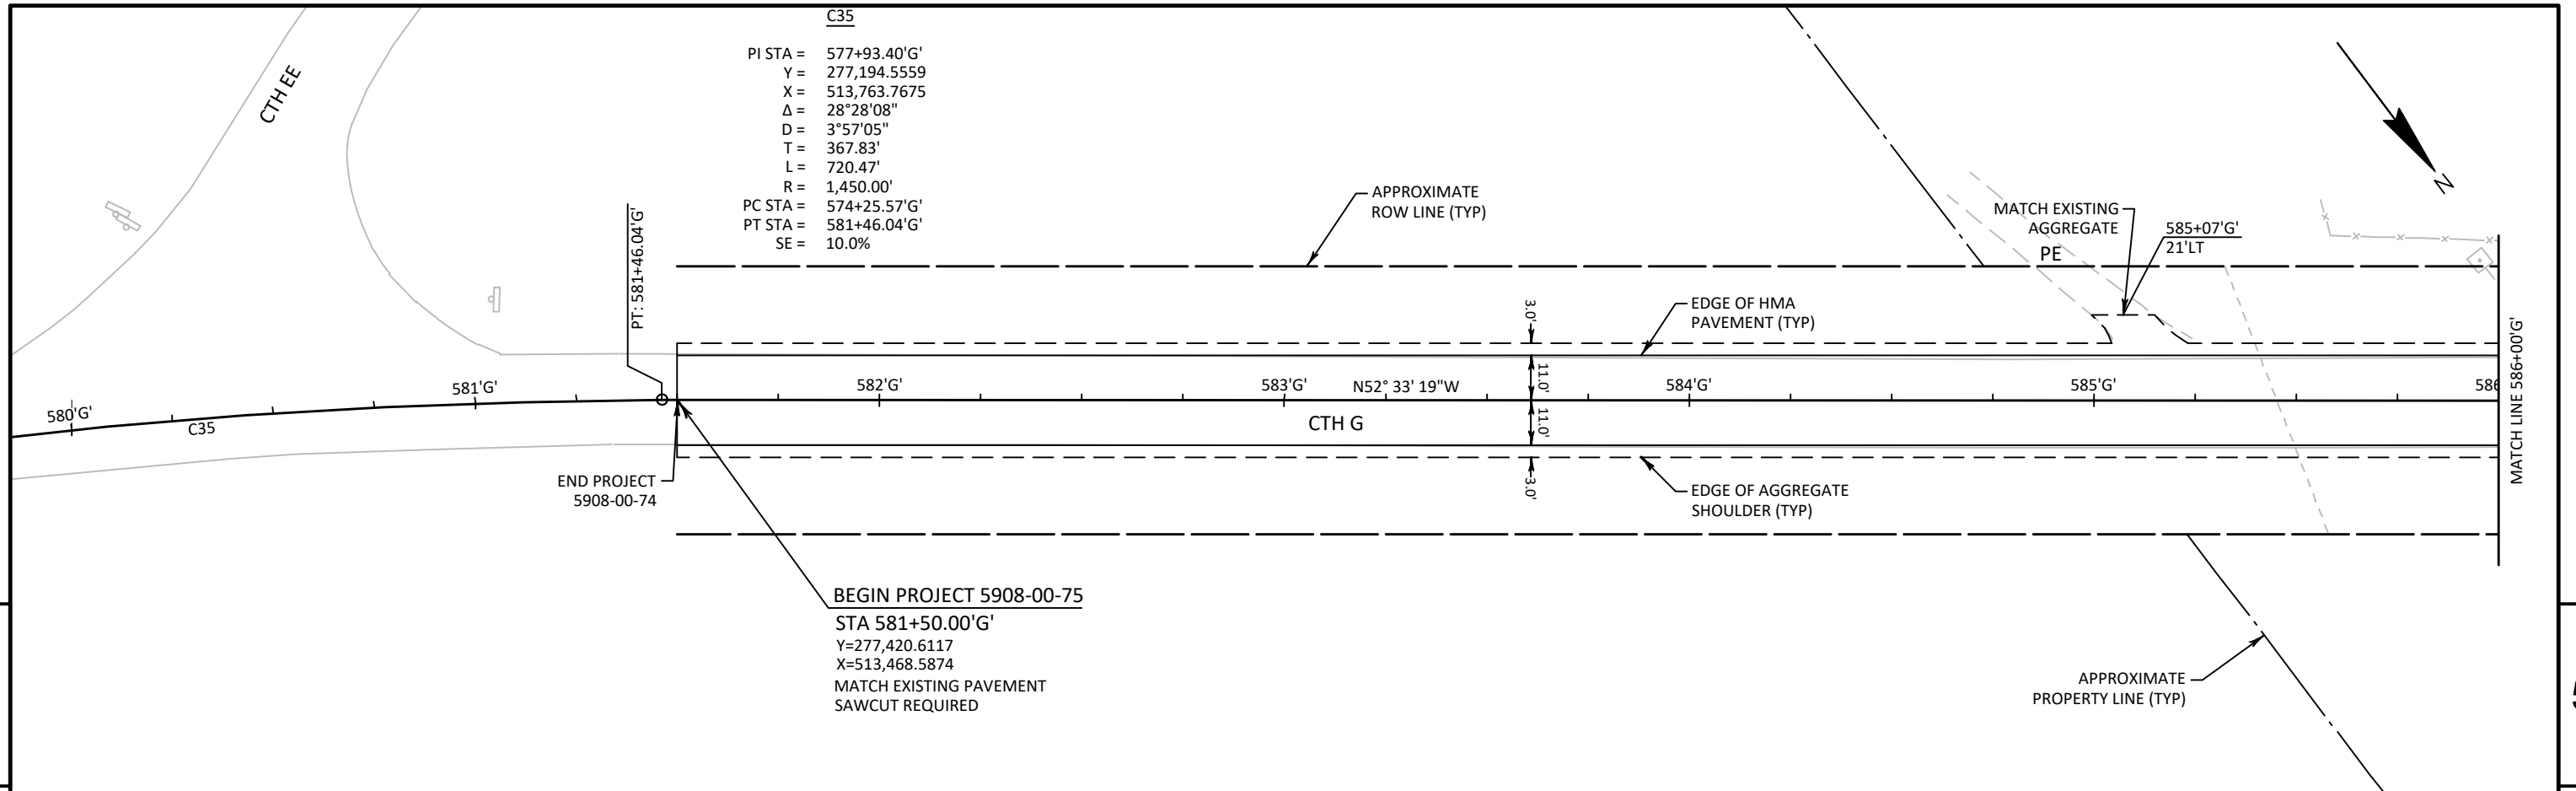 C35
PI STA = 577+93.40'G'
Y = 277,194.5559
X = 513,763.7675
Δ = 28°28'08"
D = 3°57'05"
T = 367.83'
L = 720.47'
R = 1,450.00'
PC STA = 574+25.57'G'
PT STA = 581+46.04'G'
SE = 10.0%
CTH EE
PT: 581+46.04'G'
APPROXIMATE
ROW LINE (TYP)
MATCH EXISTING
AGGREGATE
PE
585+07'G'
21'LT
N
EDGE OF HMA
PAVEMENT (TYP)
3.0'
11.0'
11.0'
3.0'
580'G'
581'G'
582'G'
583'G'
N52° 33' 19"W
584'G'
585'G'
586
C35
CTH G
MATCH LINE 586+00'G'
END PROJECT
5908-00-74
EDGE OF AGGREGATE
SHOULDER (TYP)
BEGIN PROJECT 5908-00-75
STA 581+50.00'G'
Y=277,420.6117
X=513,468.5874
MATCH EXISTING PAVEMENT
SAWCUT REQUIRED
APPROXIMATE
PROPERTY LINE (TYP)